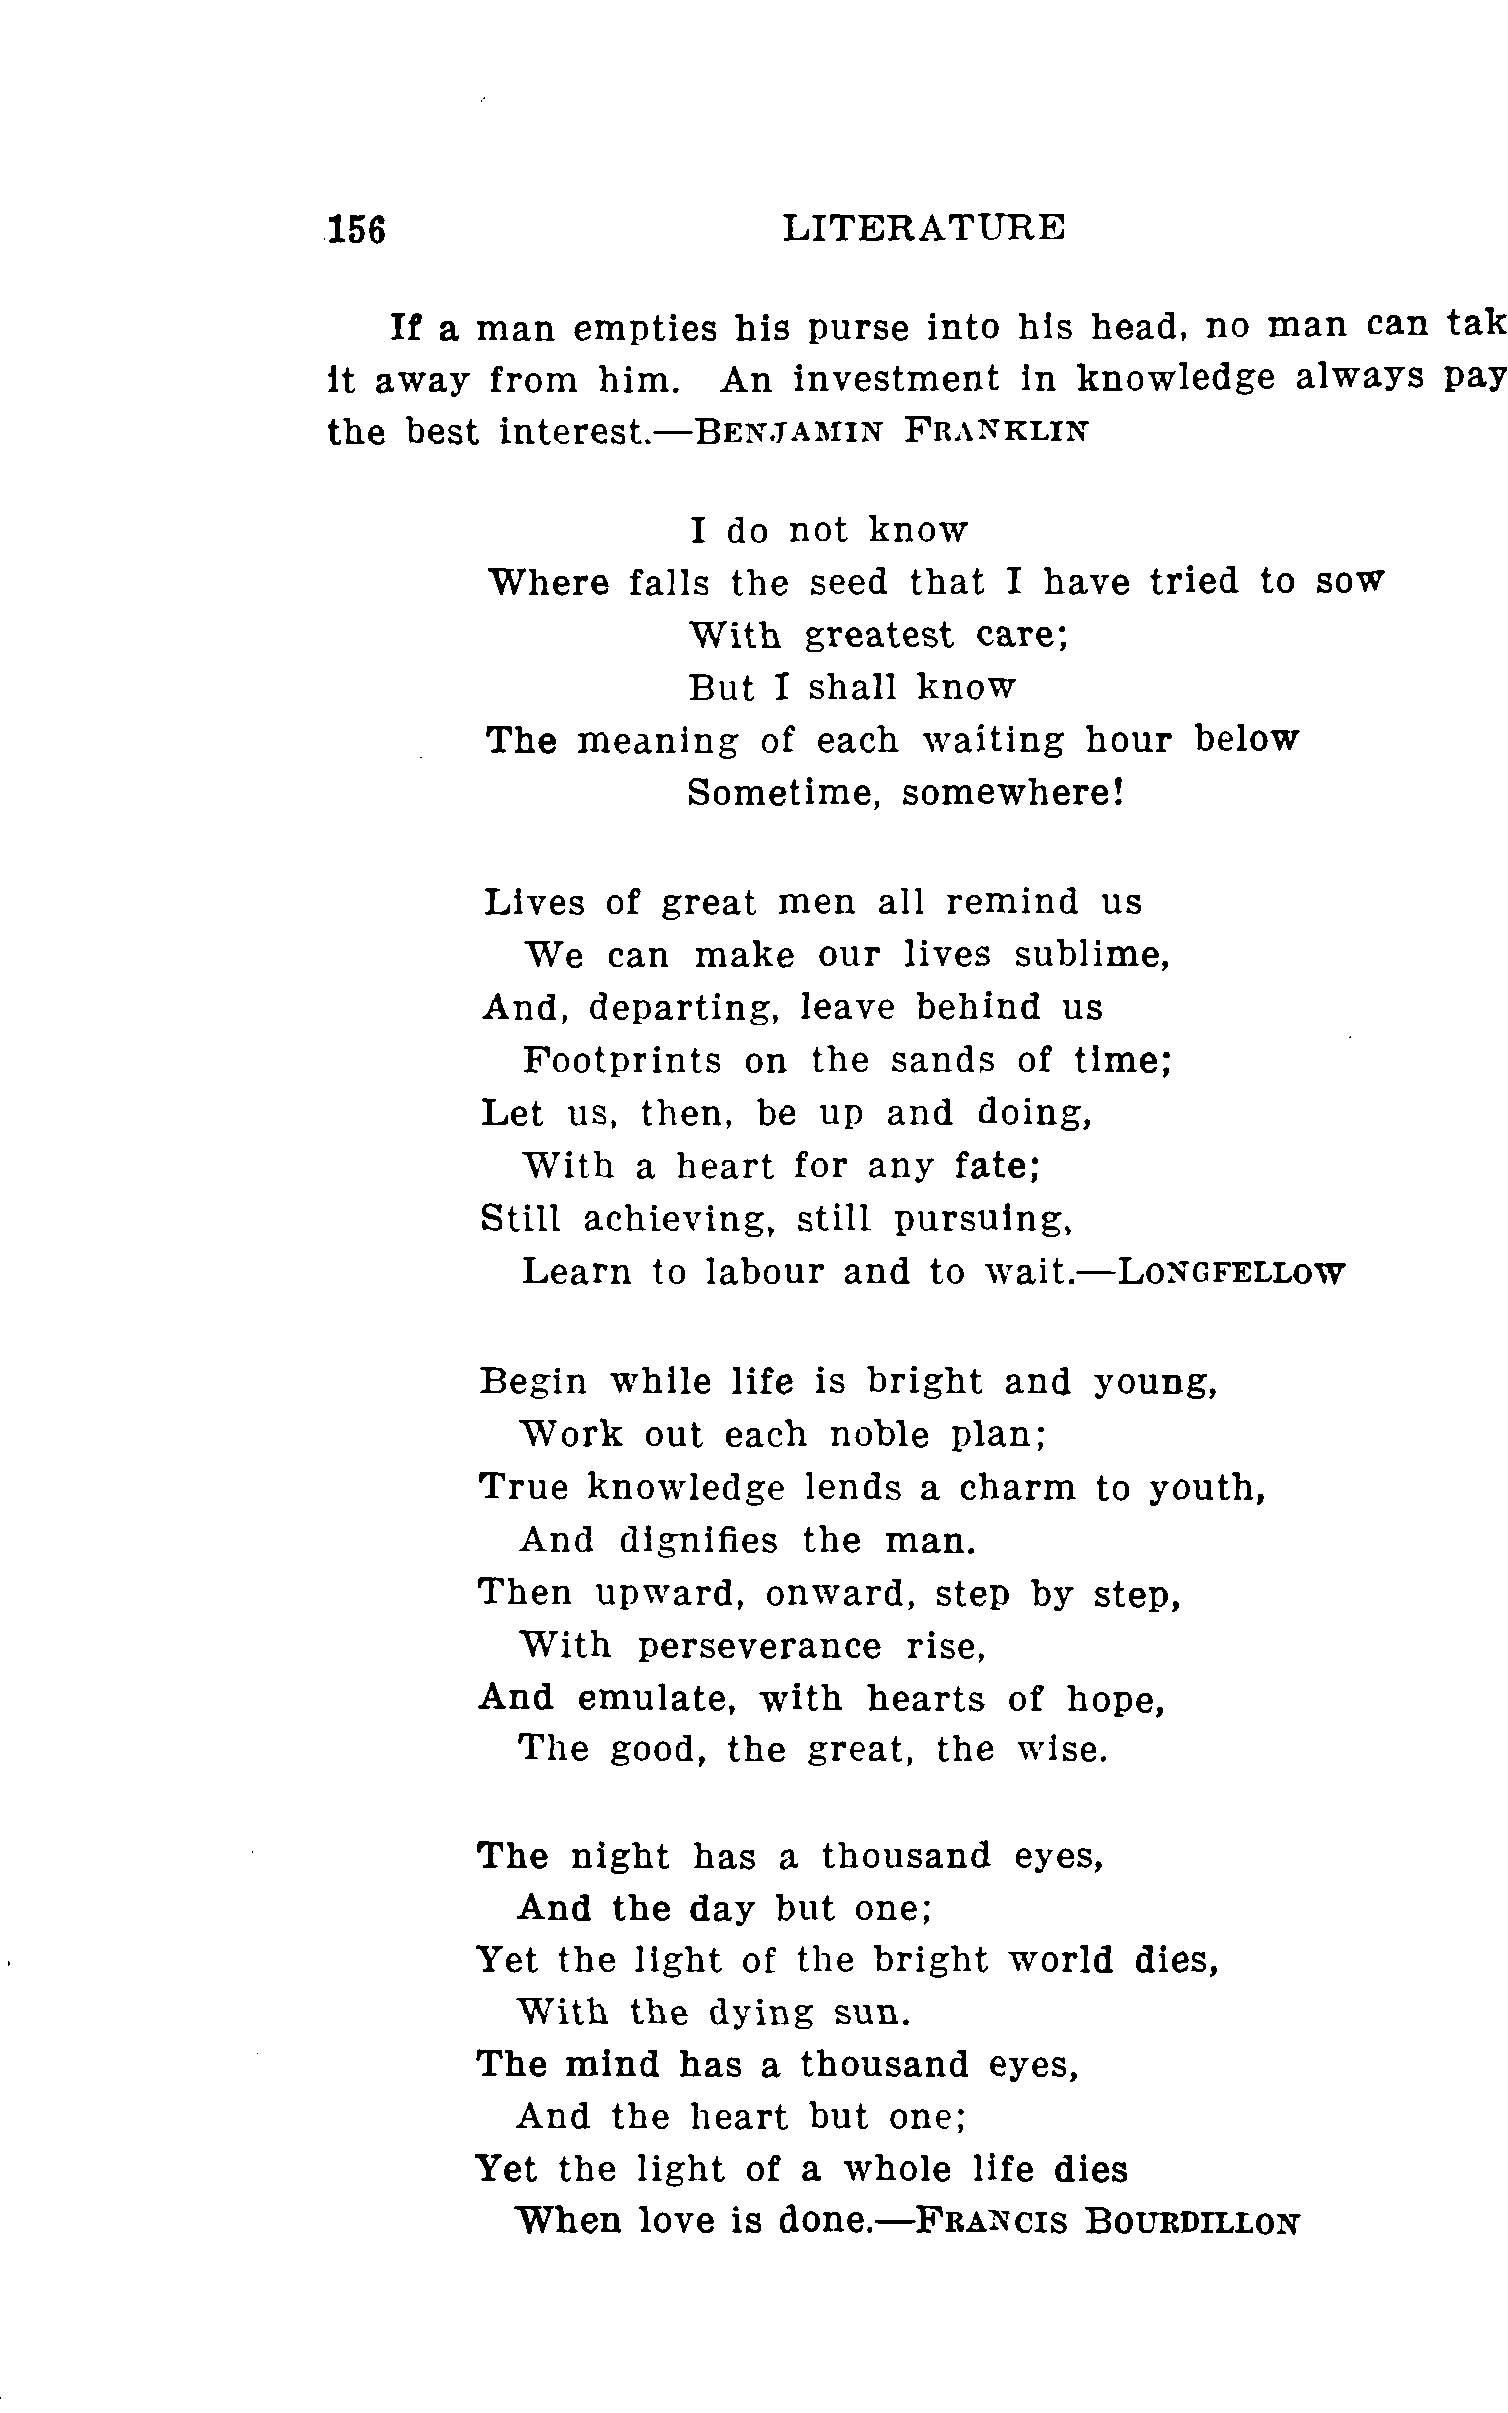 156 LITERATURE
If a man empties his purse into his head, no man can tak
it away from him. An investment in knowledge always pay
the best interest.—BENJAMIN FRANKLIN
I do not know
Where falls the seed that I have tried to sow
With greatest care;
But I shall know
The meaning of each waiting hour below
Sometime, somewhere!
Lives of great men all remind us
We can make our lives sublime,
And, departing, leave behind us
Footprints on the sands of time;
Let us, then, be up and doing,
With a heart for any fate;
Still achieving, still pursuing,
Learn to labour and to wait.—LONGFELLOW
Begin while life is bright and young,
Work out each noble plan;
True knowledge lends a charm to youth,
And dignifies the man.
Then upward, onward, step by step,
With perseverance rise,
And emulate, with hearts of hope,
The good, the great, the wise.
The night has a thousand eyes,
And the day but one;
Yet the light of the bright world dies,
With the dying sun.
The mind has a thousand eyes,
And the heart but one;
Yet the light of a whole life dies
When love is done.—FRANCIS BOURDILLON